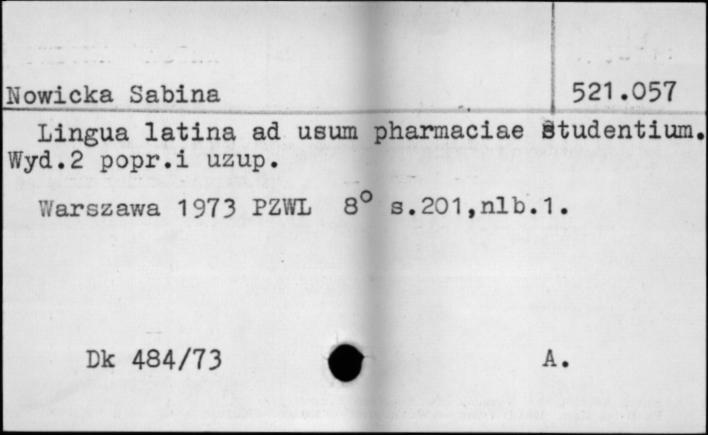 Nowicka Sabina 521.057
Lingua latina ad usum pharmaciae studentium.
Wyd.2 popr.i uzup.
Warszawa 1973 PZWL 8° s.201,nlb.1.
Dk 484/73 A.